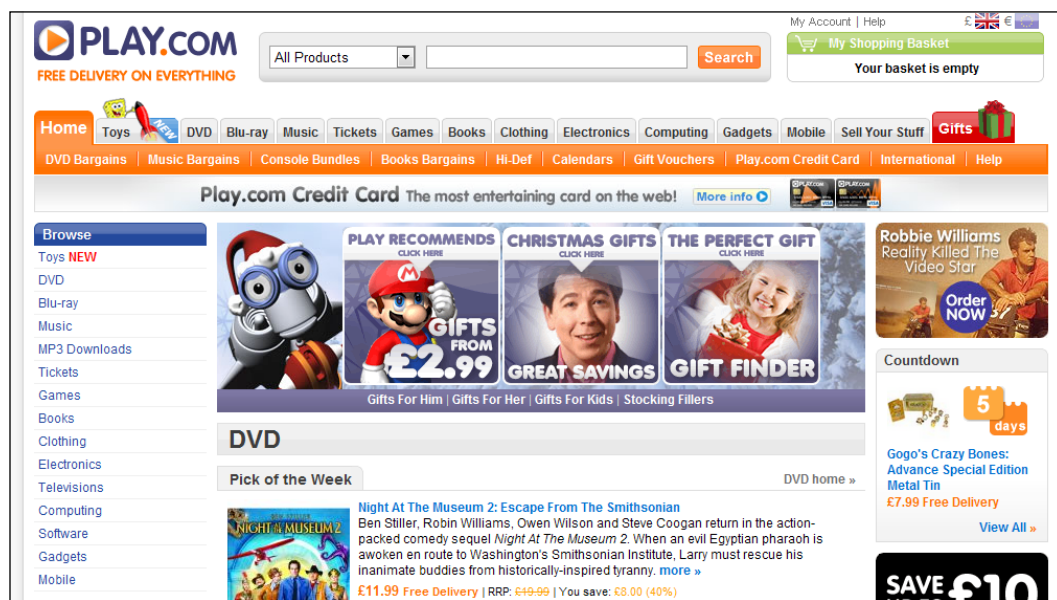 My Account | Help £ €
PLAY.COM
FREE DELIVERY ON EVERYTHING
All Products
Search
My Shopping Basket
Your basket is empty
Home Toys NEW DVD Blu-ray Music Tickets Games Books Clothing Electronics Computing Gadgets Mobile Sell Your Stuff Gifts
DVD Bargains | Music Bargains | Console Bundles | Books Bargains | Hi-Def | Calendars | Gift Vouchers | Play.com Credit Card | International | Help
Play.com Credit Card The most entertaining card on the web! More info
Browse
Toys NEW
DVD
Blu-ray
Music
MP3 Downloads
Tickets
Games
Books
Clothing
Electronics
Televisions
Computing
Software
Gadgets
Mobile
PLAY RECOMMENDS
CLICK HERE
GIFTS
FROM
£2.99
CHRISTMAS GIFTS
CLICK HERE
GREAT SAVINGS
THE PERFECT GIFT
CLICK HERE
GIFT FINDER
Gifts For Him | Gifts For Her | Gifts For Kids | Stocking Fillers
DVD
Pick of the Week
DVD home »
NIGHT AT THE MUSEUM 2
Night At The Museum 2: Escape From The Smithsonian
Ben Stiller, Robin Williams, Owen Wilson and Steve Coogan return in the action-
packed comedy sequel Night At The Museum 2. When an evil Egyptian pharaoh is
awoken en route to Washington's Smithsonian Institute, Larry must rescue his
inanimate buddies from historically-inspired tyranny. more »
£11.99 Free Delivery | RRP: £19.99 | You save: £8.00 (40%)
Robbie Williams
Reality Killed The
Video Star
Order
NOW
Countdown
5
days
Gogo's Crazy Bones:
Advance Special Edition
Metal Tin
£7.99 Free Delivery
View All »
SAVE
£10